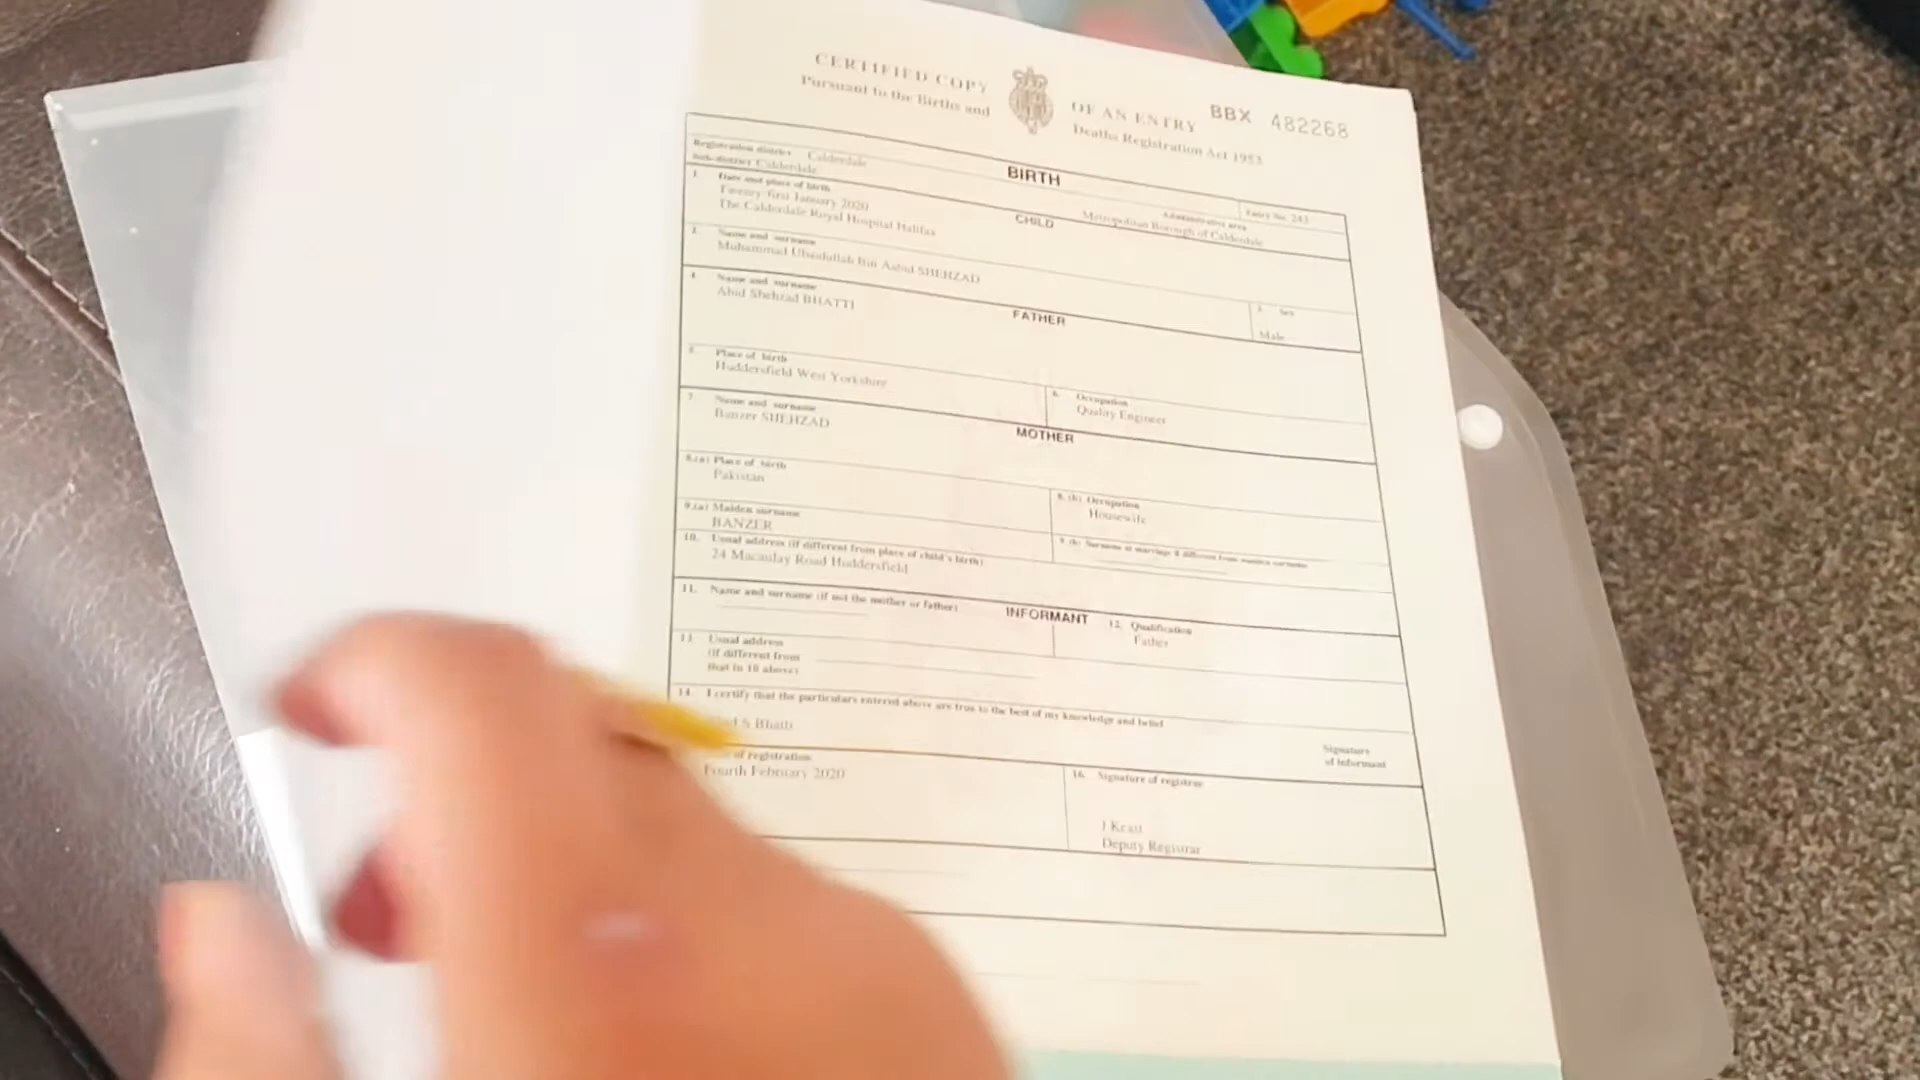 CERTIFIED COPY OF AN ENTRY
Pursuant to the Births and Deaths Registration Act 1953
BBX 482268
Registration district Calderdale
Sub-district Calderdale
BIRTH
Administrative area
Entry No. 243
Metropolitan Borough of Calderdale
1. Date and place of birth
CHILD
Twenty-first January 2020
The Calderdale Royal Hospital Halifax
2. Name and surname
Muhammad Ubaidullah Bin Aabid SHEHZAD
3. Sex
Male
4. Name and surname
FATHER
Abid Shehzad BHATTI
5. Place of birth
Huddersfield West Yorkshire
6. Occupation
Quality Engineer
7. Name and surname
MOTHER
Banzer SHEHZAD
8.(a) Place of birth
Pakistan
8. (b) Occupation
Housewife
9.(a) Maiden surname
BANZER
9. (b) Surname at marriage if different from maiden surname
10. Usual address (if different from place of child's birth)
24 Macaulay Road Huddersfield
INFORMANT
11. Name and surname (if not the mother or father)
12. Qualification
Father
13. Usual address
(if different from
that in 10 above)
14. I certify that the particulars entered above are true to the best of my knowledge and belief
S Bhatti
Signature
of informant
of registration
Fourth February 2020
16. Signature of registrar
J Keast
Deputy Registrar